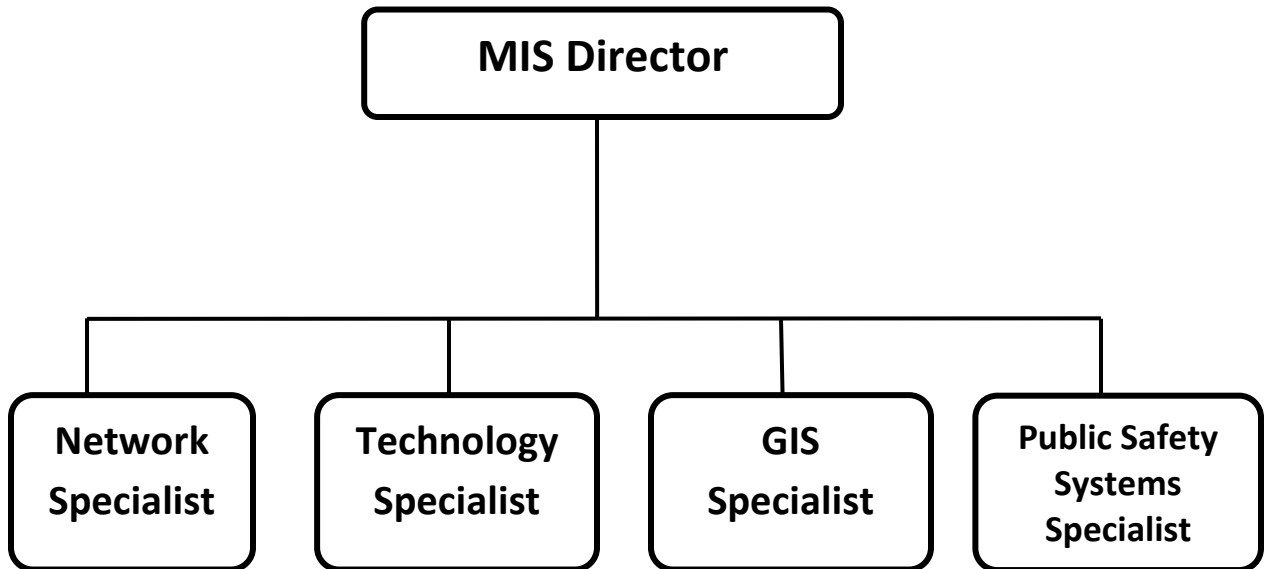 MIS Director
Network
Specialist
Technology
Specialist
GIS
Specialist
Public Safety
Systems
Specialist